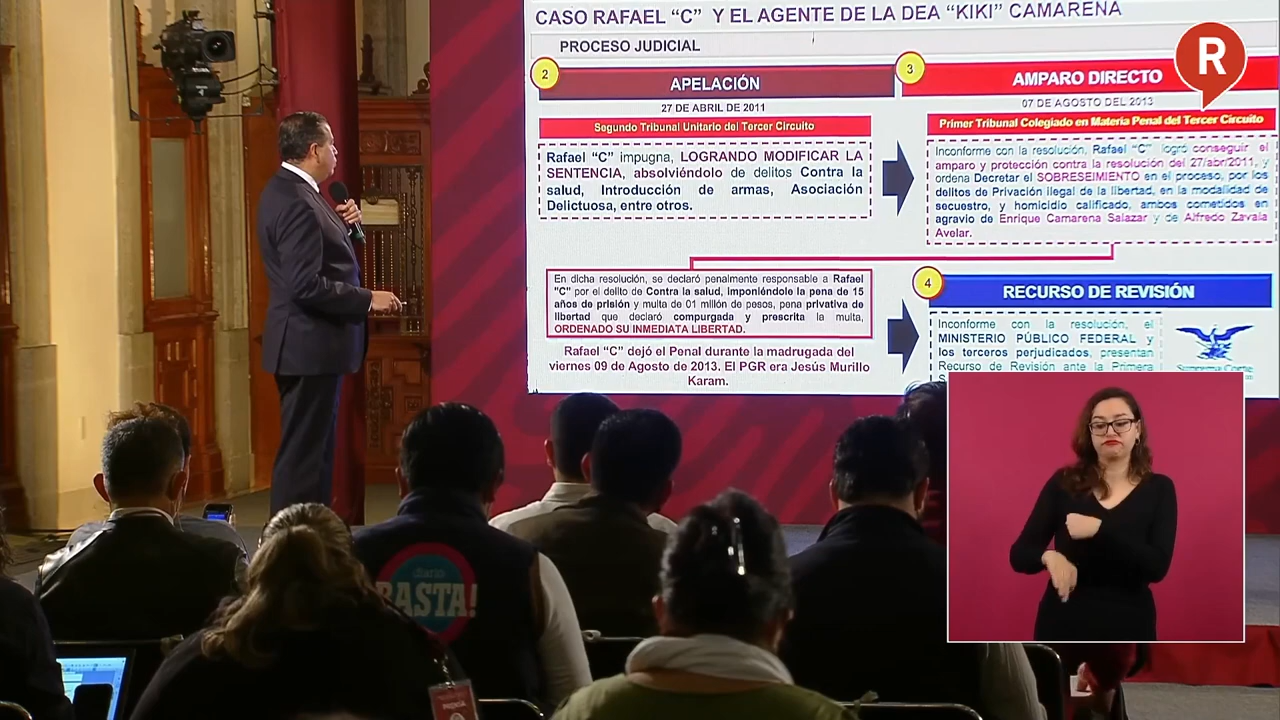 CASO RAFAEL “C” Y EL AGENTE DE LA DEA “KIKI” CAMARENA
PROCESO JUDICIAL
2
APELACIÓN
27 DE ABRIL DE 2011
Segundo Tribunal Unitario del Tercer Circuito
Rafael “C” impugna, LOGRANDO MODIFICAR LA
SENTENCIA, absolviéndolo de delitos Contra la
salud, Introducción de armas, Asociación
Delictuosa, entre otros.
3
AMPARO DIRECTO
07 DE AGOSTO DEL 2013
Primer Tribunal Colegiado en Materia Penal del Tercer Circuito
Inconforme con la resolución, Rafael “C” logró conseguir el
amparo y protección contra la resolución del 27/abr/2011, y
ordena Decretar el SOBRESEIMIENTO en el proceso, por los
delitos de Privación ilegal de la libertad, en la modalidad de
secuestro, y homicidio calificado, ambos cometidos en
agravio de Enrique Camarena Salazar y de Alfredo Zavala
Avelar.
En dicha resolución, se declaró penalmente responsable a Rafael
“C” por el delito de Contra la salud, imponiéndole la pena de 15
años de prisión y multa de 01 millón de pesos, pena privativa de
libertad que declaró compurgada y prescrita la multa,
ORDENADO SU INMEDIATA LIBERTAD.
Rafael “C” dejó el Penal durante la madrugada del
viernes 09 de Agosto de 2013. El PGR era Jesús Murillo
Karam.
4
RECURSO DE REVISIÓN
Inconforme con la resolución, el
MINISTERIO PÚBLICO FEDERAL y
los terceros perjudicados, presentan
Recurso de Revisión ante la Primera
Suprema Corte
R
diario
BASTA!
PRENSA